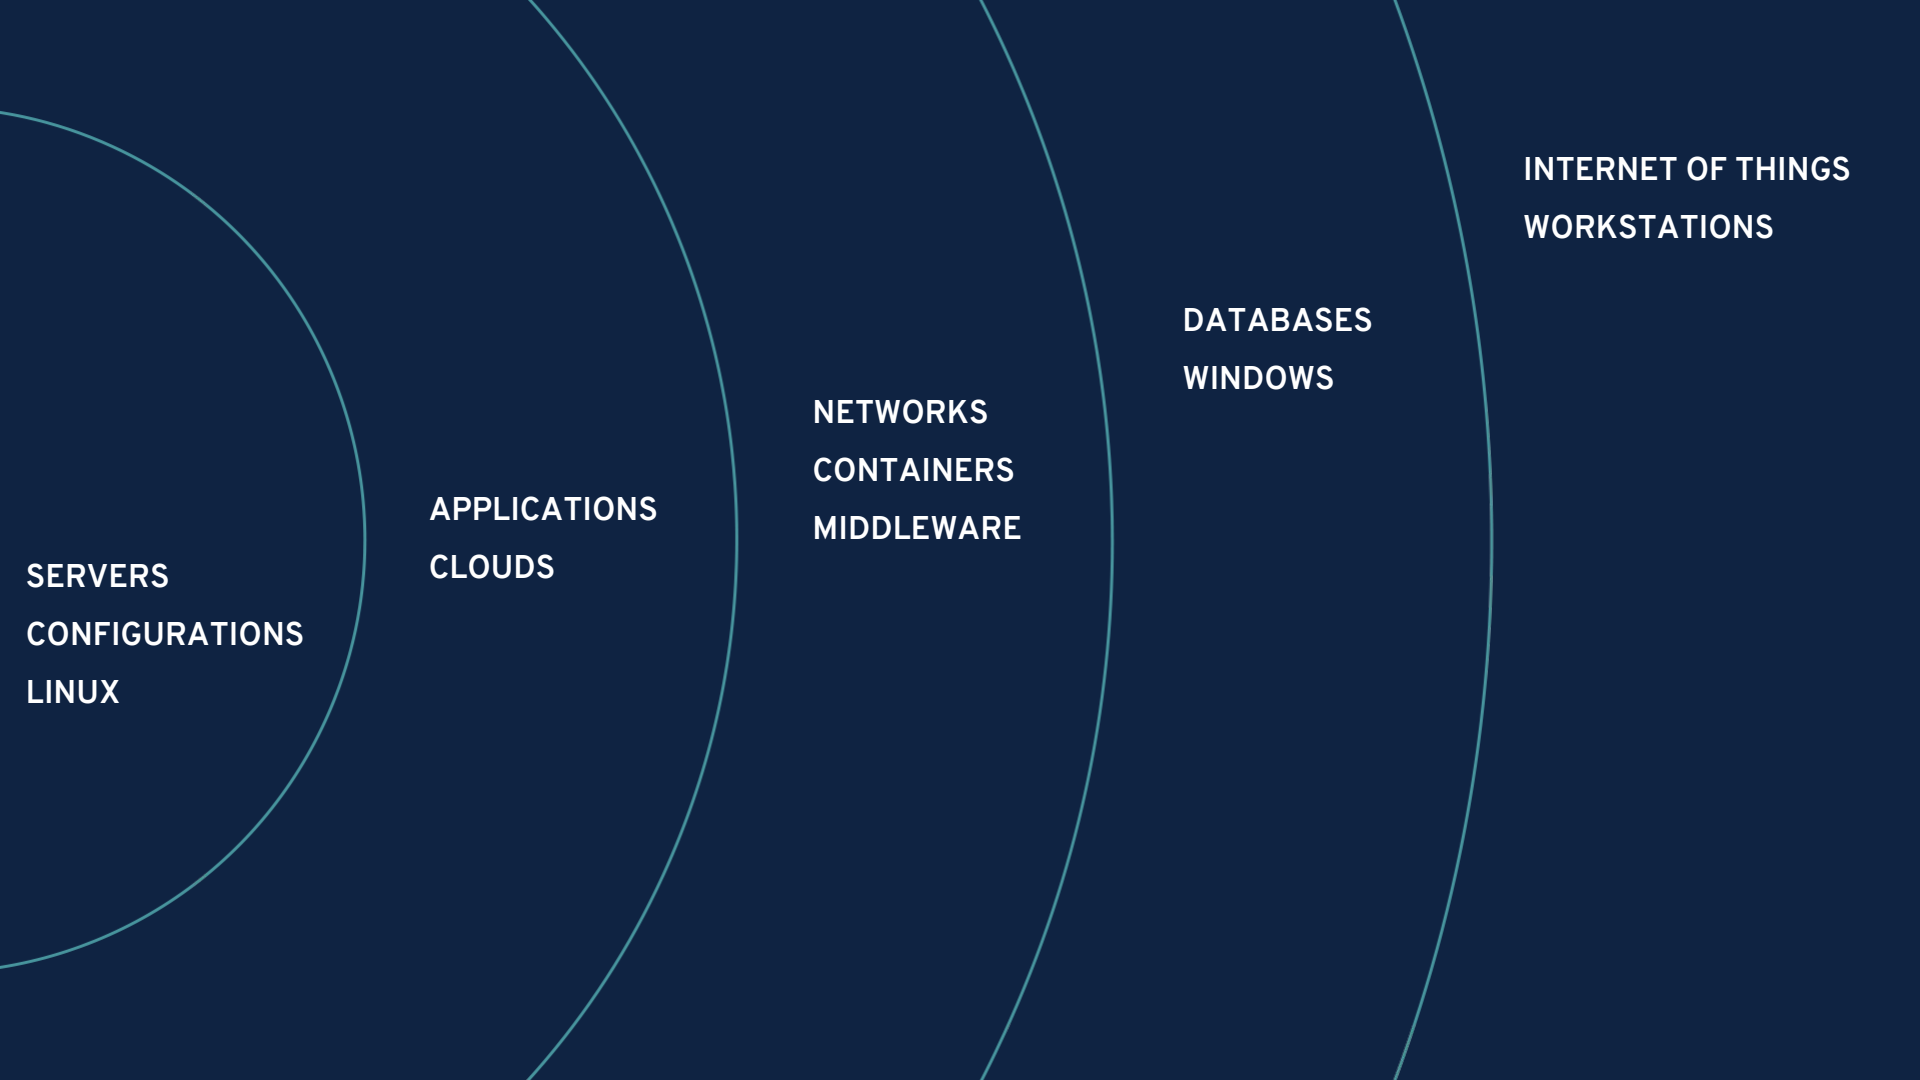 SERVERS
CONFIGURATIONS
LINUX
APPLICATIONS
CLOUDS
NETWORKS
CONTAINERS
MIDDLEWARE
DATABASES
WINDOWS
INTERNET OF THINGS
WORKSTATIONS